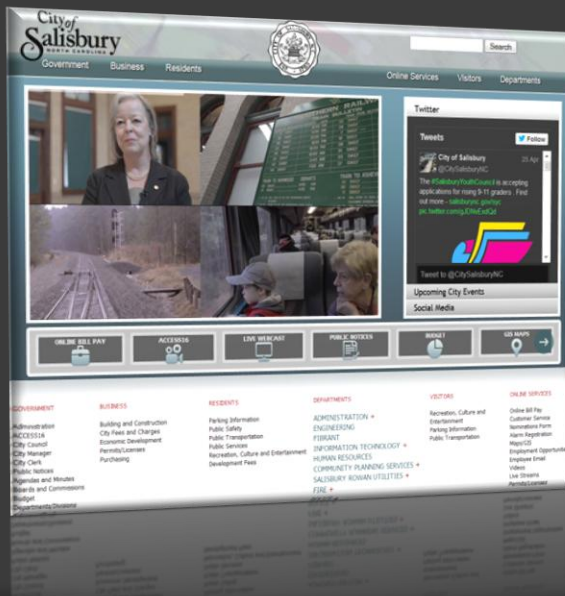 City of
Salisbury
NORTH CAROLINA
Search
Government Business Residents
Online Services Visitors Departments
Twitter
Tweets
Follow
City of Salisbury 25 Apr
@CitySalisburyNC
The #SalisburyYouthCouncil is accepting
applications for rising 9-11 graders. Find
out more -
Tweet to @CitySalisburyNC
Upcoming City Events
Social Media
ONLINE BILL PAY
ACCESS16
LIVE WEBCAST
PUBLIC NOTICES
BUDGET
GIS MAPS
GOVERNMENT
Administration
ACCESS16
City Council
City Manager
City Clerk
Public Notices
Agendas and Minutes
Boards and Commissions
Budget
Departments/Divisions
BUSINESS
Building and Construction
City Fees and Charges
Economic Development
Permits/Licenses
Purchasing
RESIDENTS
Parking Information
Public Safety
Public Transportation
Public Services
Recreation, Culture and Entertainment
Development Fees
DEPARTMENTS
ADMINISTRATION +
ENGINEERING
FIBRANT
INFORMATION TECHNOLOGY +
HUMAN RESOURCES
COMMUNITY PLANNING SERVICES +
SALISBURY ROWAN UTILITIES +
FIRE +
VISITORS
Recreation, Culture and
Entertainment
Parking Information
Public Transportation
ONLINE SERVICES
Online Bill Pay
Customer Service
Nominations Form
Alarm Registration
Maps/GIS
Employment Opportunities
Employee Email
Videos
Live Streams
Permits/Licenses